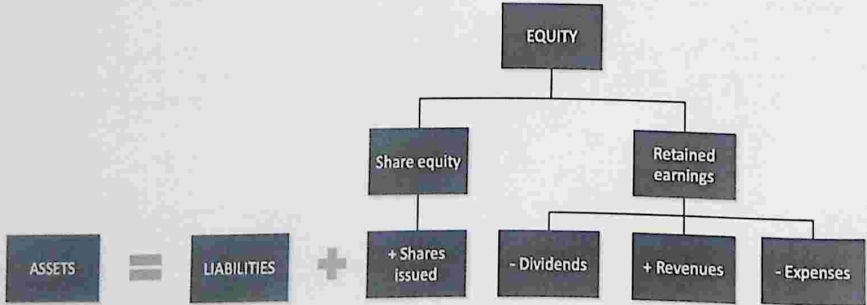 EQUITY
Share equity
Retained
earnings
ASSETS
=
LIABILITIES
+
+ Shares
issued
- Dividends
+ Revenues
- Expenses